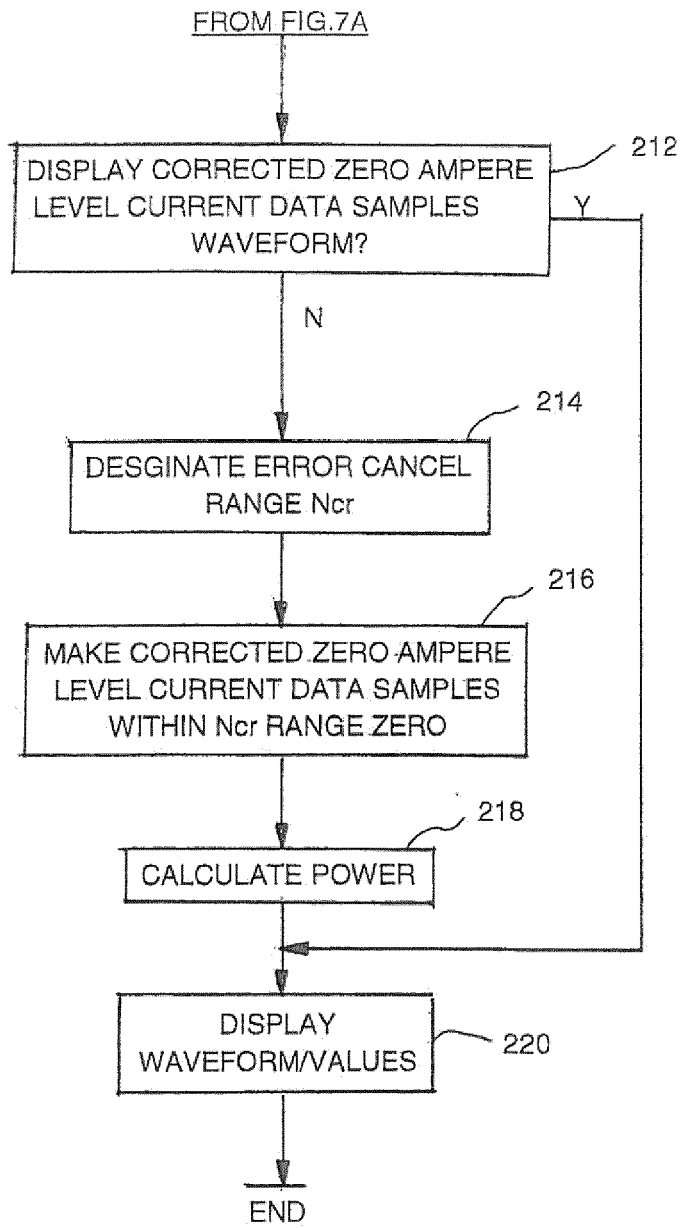 FROM FIG.7A
212
DISPLAY CORRECTED ZERO AMPERE
LEVEL CURRENT DATA SAMPLES
WAVEFORM?
Y
N
214
DESGINATE ERROR CANCEL
RANGE Ncr
216
MAKE CORRECTED ZERO AMPERE
LEVEL CURRENT DATA SAMPLES
WITHIN Ncr RANGE ZERO
218
CALCULATE POWER
DISPLAY
WAVEFORM/VALUES
220
END